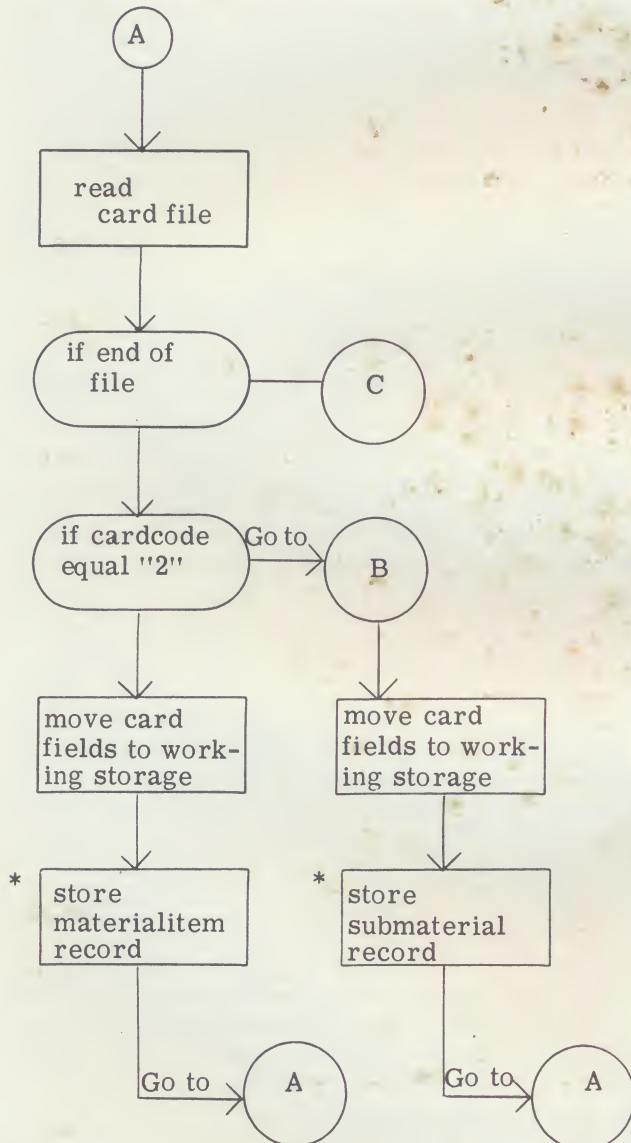 A
read
card file
if end of
file
C
if cardcode
equal "2"
Go to
B
move card
fields to work-
ing storage
move card
fields to work-
ing storage
*
store
materialitem
record
*
store
submaterial
record
Go to
A
Go to
A